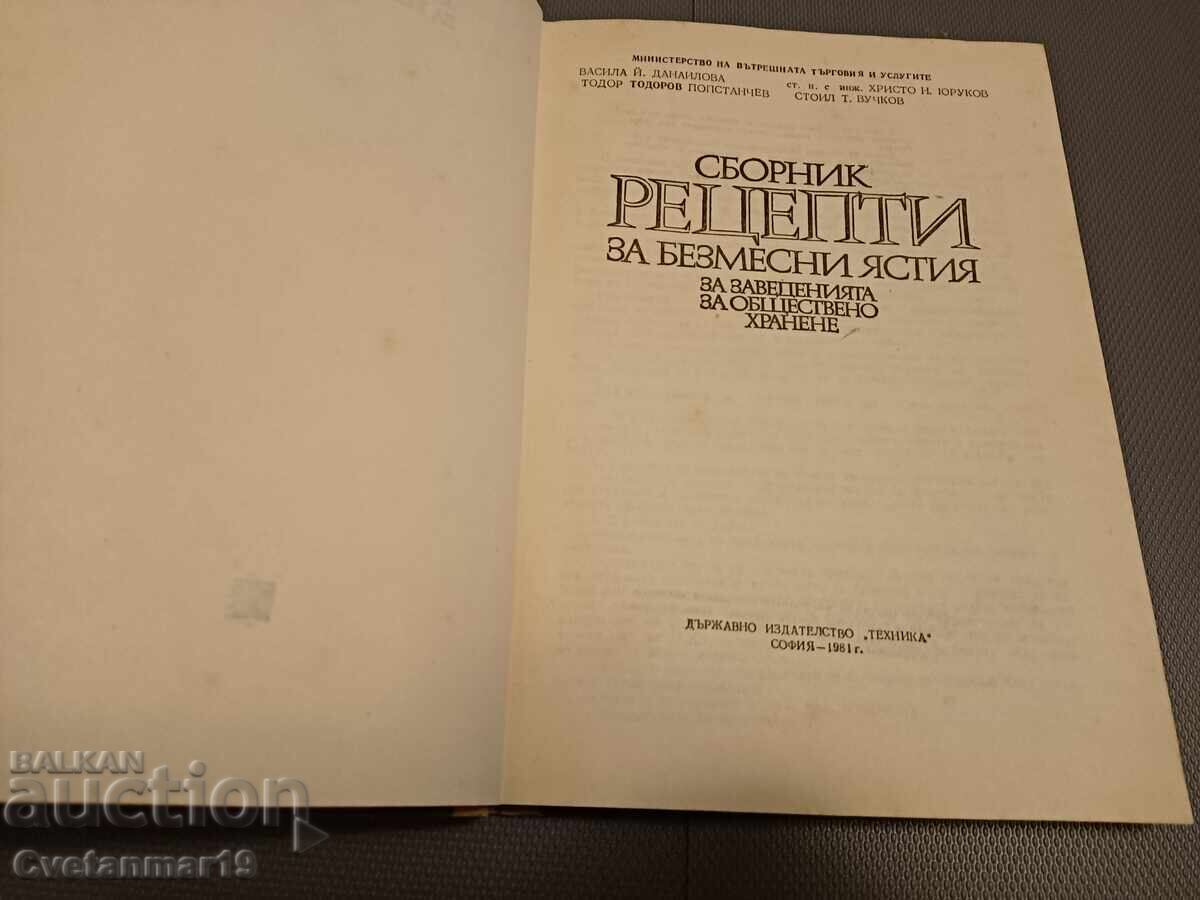 МИНИСТЕРСТВО НА ВЪТРЕШНАТА ТЪРГОВИЯ И УСЛУГИТЕ
ВАСИЛА Й. ДАНАИЛОВА ст. н. с инж. ХРИСТО Н. ЮРУКОВ
ТОДОР ТОДОРОВ ПОПСТАНЧЕВ СТОИЛ Т. ВУЧКОВ
СБОРНИК
РЕЦЕПТИ
ЗА БЕЗМЕСНИ ЯСТИЯ
ЗА ЗАВЕДЕНИЯТА
ЗА ОБЩЕСТВЕНО
ХРАНЕНЕ
ДЪРЖАВНО ИЗДАТЕЛСТВО „ТЕХНИКА"
СОФИЯ — 1981 г.
BALKAN
auction
Cvetanmar19